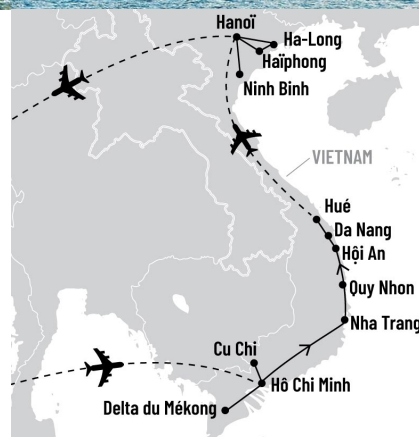 Hanoï
Ha-Long
Haïphong
Ninh Binh
VIETNAM
Hué
Da Nang
Hội An
Quy Nhon
Nha Trang
Cu Chi
Hô Chi Minh
Delta du Mékong